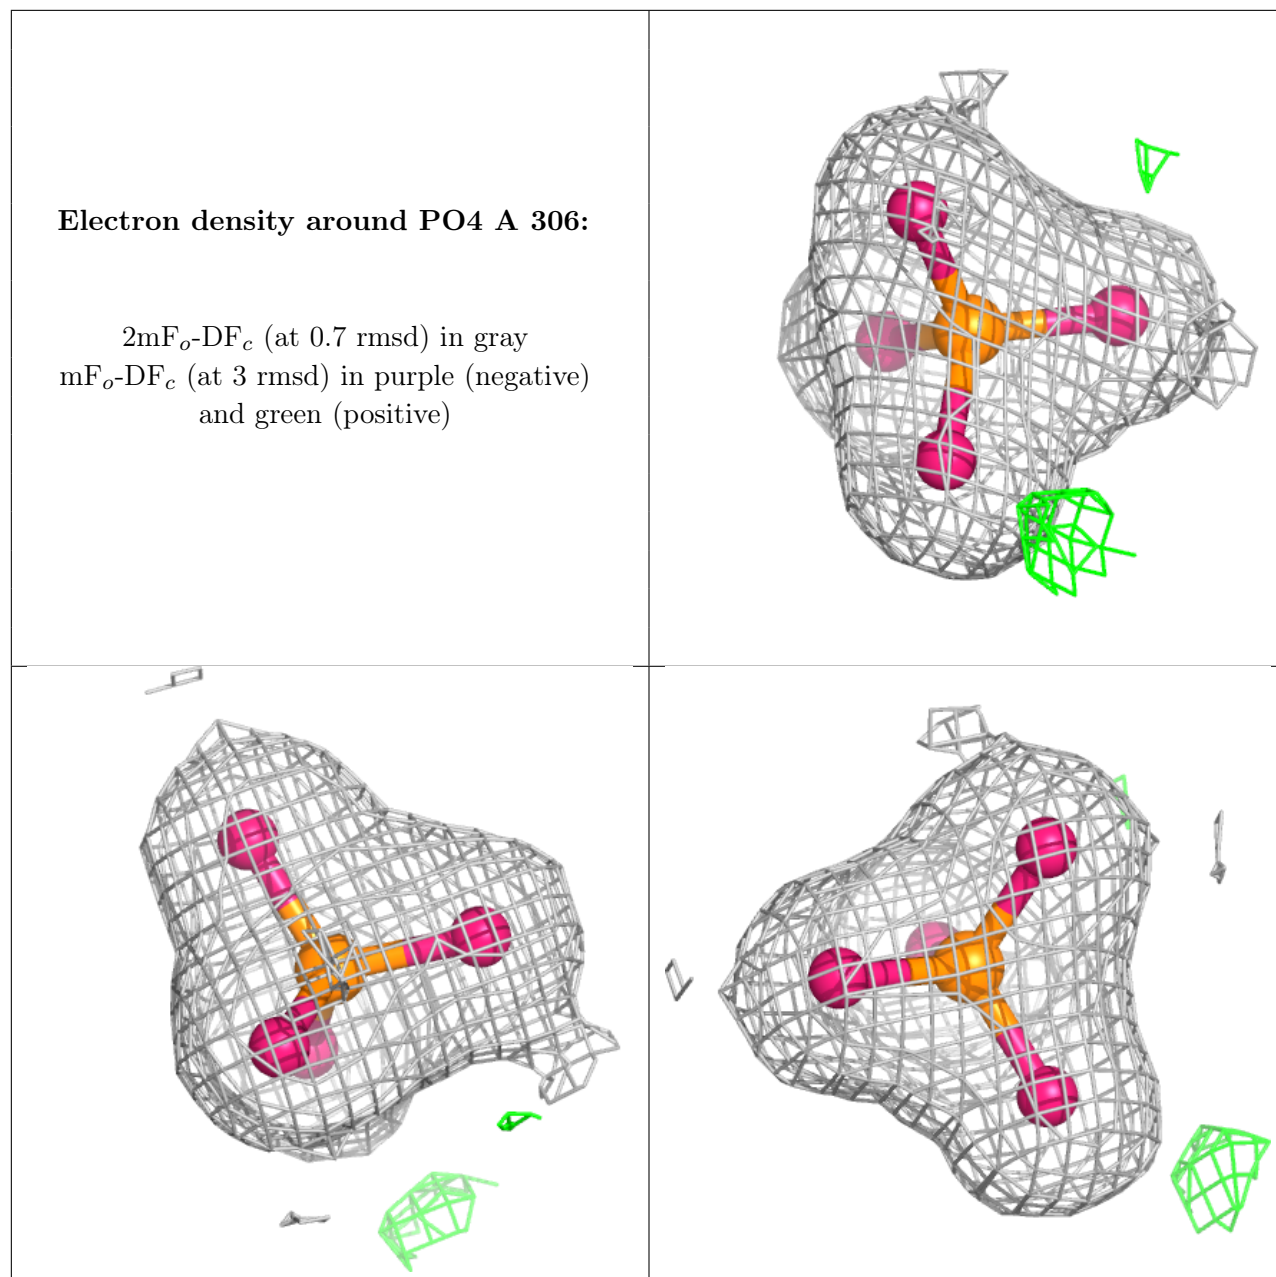 Electron density around PO4 A 306:
2mFo-DFc (at 0.7 rmsd) in gray
mFo-DFc (at 3 rmsd) in purple (negative)
and green (positive)